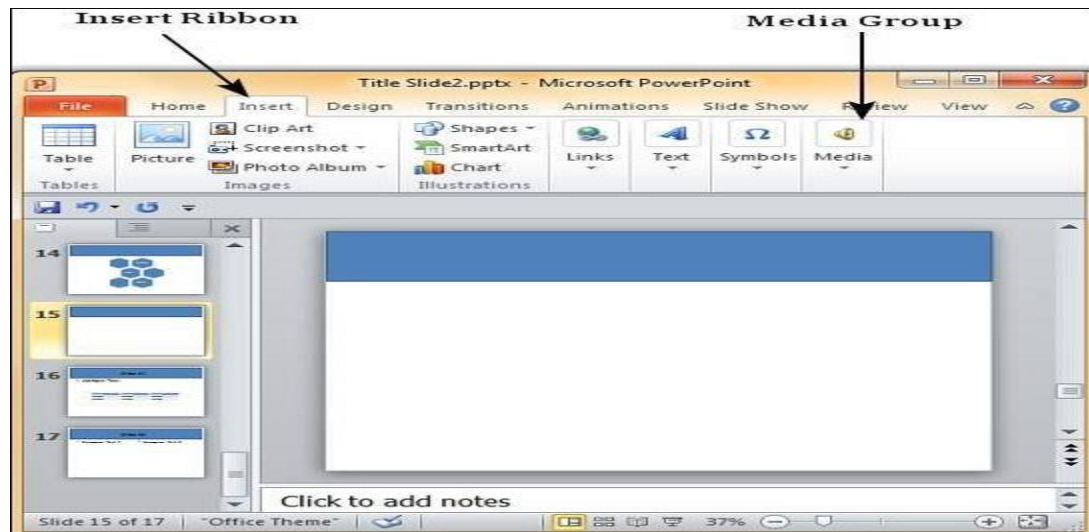 Insert Ribbon
Media Group
P
Title Slide2.pptx - Microsoft PowerPoint
File Home Insert Design Transitions Animations Slide Show View
Clip Art Shapes
Screenshot SmartArt
Photo Album Chart
Table Picture Links Text Symbols Media
Tables Images Illustrations
14
15
16
17
Click to add notes
Slide 15 of 17 "Office Theme" 37%